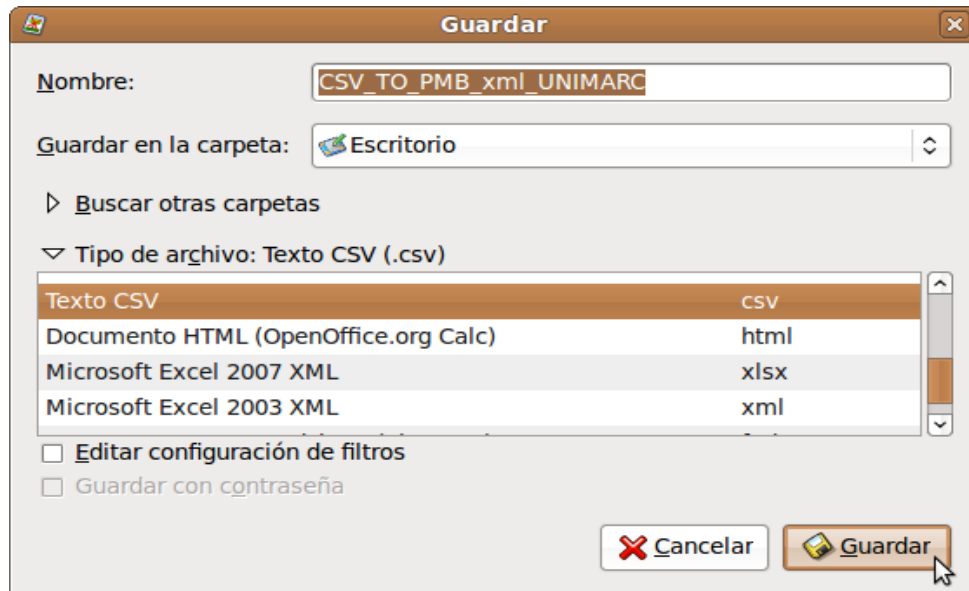 Guardar
Nombre: CSV_TO_PMB_xml_UNIMARC
Guardar en la carpeta: Escritorio
Buscar otras carpetas
Tipo de archivo: Texto CSV (.csv)
Texto CSV csv
Documento HTML (OpenOffice.org Calc) html
Microsoft Excel 2007 XML xlsx
Microsoft Excel 2003 XML xml
Editar configuración de filtros
Guardar con contraseña
Cancelar Guardar